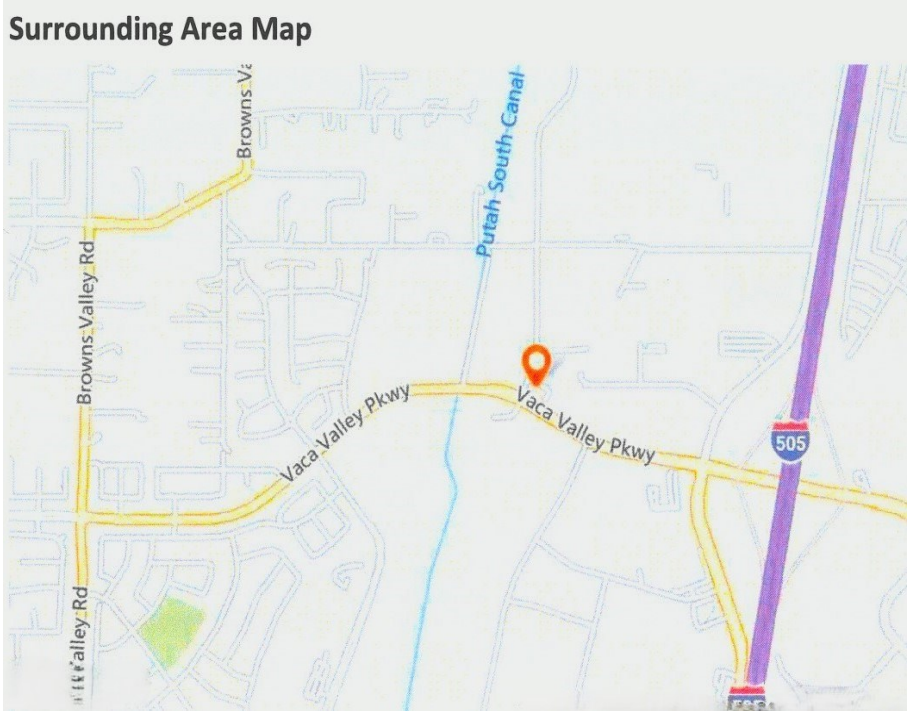 Surrounding Area Map
Browns Va
Putah South Canal
Browns Valley Rd
Vaca Valley Pkwy
Vaca Valley Pkwy
505
alley Rd